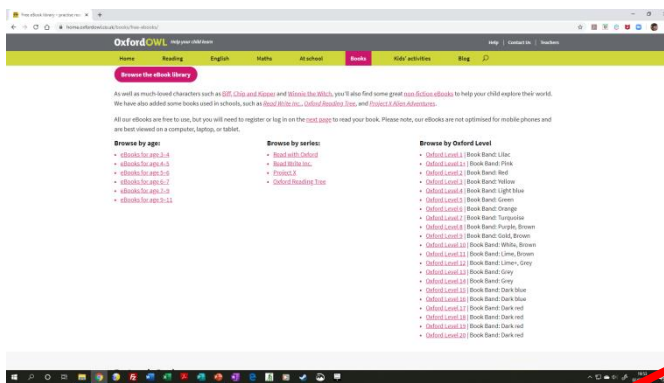 Free eBook library - practise rea
home.oxfordowl.co.uk/books/free-ebooks/
OxfordOWL Help your child learn
Help | Contact Us | Teachers
Home Reading English Maths At school Books Kids' activities Blog
Browse the eBook library
As well as much-loved characters such as Biff, Chip and Kipper and Winnie the Witch, you'll also find some great non-fiction eBooks to help your child explore their world.
We have also added some books used in schools, such as Read Write Inc., Oxford Reading Tree, and Project X Alien Adventures.
All our eBooks are free to use, but you will need to register or log in on the next page to read your book. Please note, our eBooks are not optimised for mobile phones and
are best viewed on a computer, laptop, or tablet.
Browse by age:
• eBooks for age 3–4
• eBooks for age 4–5
• eBooks for age 5–6
• eBooks for age 6–7
• eBooks for age 7–9
• eBooks for age 9–11
Browse by series:
• Read with Oxford
• Read Write Inc.
• Project X
• Oxford Reading Tree
Browse by Oxford Level
• Oxford Level 1 | Book Band: Lilac
• Oxford Level 1+ | Book Band: Pink
• Oxford Level 2 | Book Band: Red
• Oxford Level 3 | Book Band: Yellow
• Oxford Level 4 | Book Band: Light blue
• Oxford Level 5 | Book Band: Green
• Oxford Level 6 | Book Band: Orange
• Oxford Level 7 | Book Band: Turquoise
• Oxford Level 8 | Book Band: Purple, Brown
• Oxford Level 9 | Book Band: Gold, Brown
• Oxford Level 10 | Book Band: White, Brown
• Oxford Level 11 | Book Band: Lime, Brown
• Oxford Level 12 | Book Band: Lime+, Grey
• Oxford Level 13 | Book Band: Grey
• Oxford Level 14 | Book Band: Grey
• Oxford Level 15 | Book Band: Dark blue
• Oxford Level 16 | Book Band: Dark blue
• Oxford Level 17 | Book Band: Dark red
• Oxford Level 18 | Book Band: Dark red
• Oxford Level 19 | Book Band: Dark red
• Oxford Level 20 | Book Band: Dark red